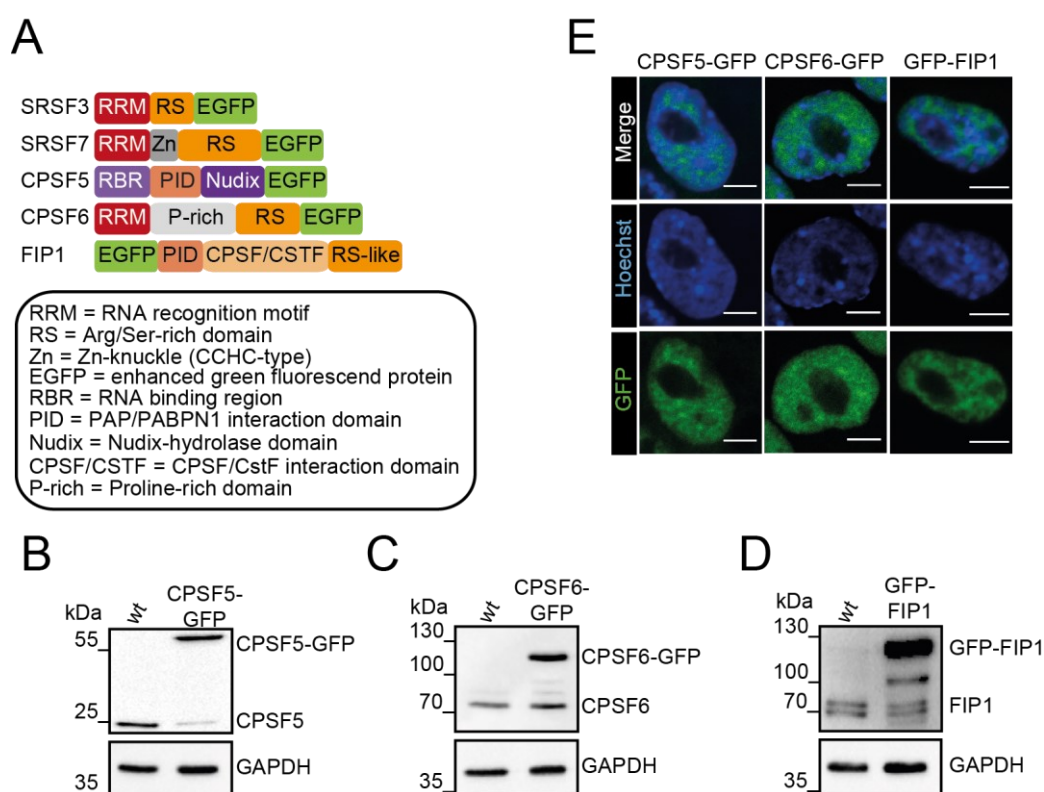 A
SRSF3 RRM RS EGFP
SRSF7 RRM Zn RS EGFP
CPSF5 RBR PID Nudix EGFP
CPSF6 RRM P-rich RS EGFP
FIP1 EGFP PID CPSF/CSTF RS-like
RRM = RNA recognition motif
RS = Arg/Ser-rich domain
Zn = Zn-knuckle (CCHC-type)
EGFP = enhanced green fluorescend protein
RBR = RNA binding region
PID = PAP/PABPN1 interaction domain
Nudix = Nudix-hydrolase domain
CPSF/CSTF = CPSF/CstF interaction domain
P-rich = Proline-rich domain
E
CPSF5-GFP CPSF6-GFP GFP-FIP1
Merge
Hoechst
GFP
B
kDa wt CPSF5-
GFP
55 CPSF5-GFP
25 CPSF5
35 GAPDH
C
kDa wt CPSF6-
GFP
130
CPSF6-GFP
100
70 CPSF6
35 GAPDH
D
kDa wt GFP-
FIP1
130
GFP-FIP1
100
70 FIP1
35 GAPDH